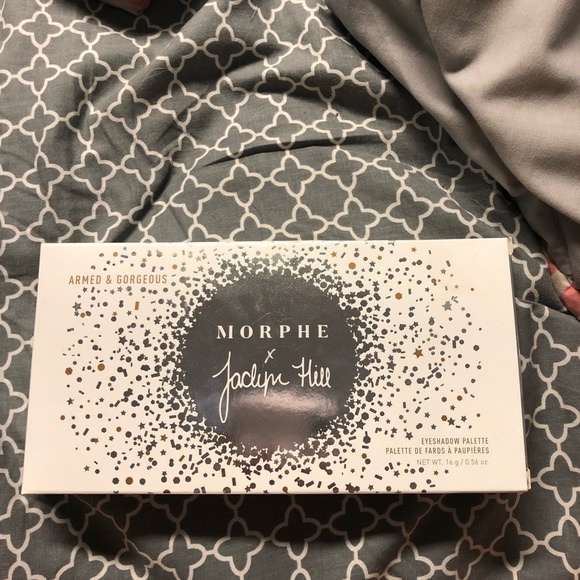 ARMED & GORGEOUS
MORPHE
x
Jaclyn Hill
EYESHADOW PALETTE
PALETTE DE FARDS À PAUPIÈRES
NET WT. 16 g / 0.56 oz.